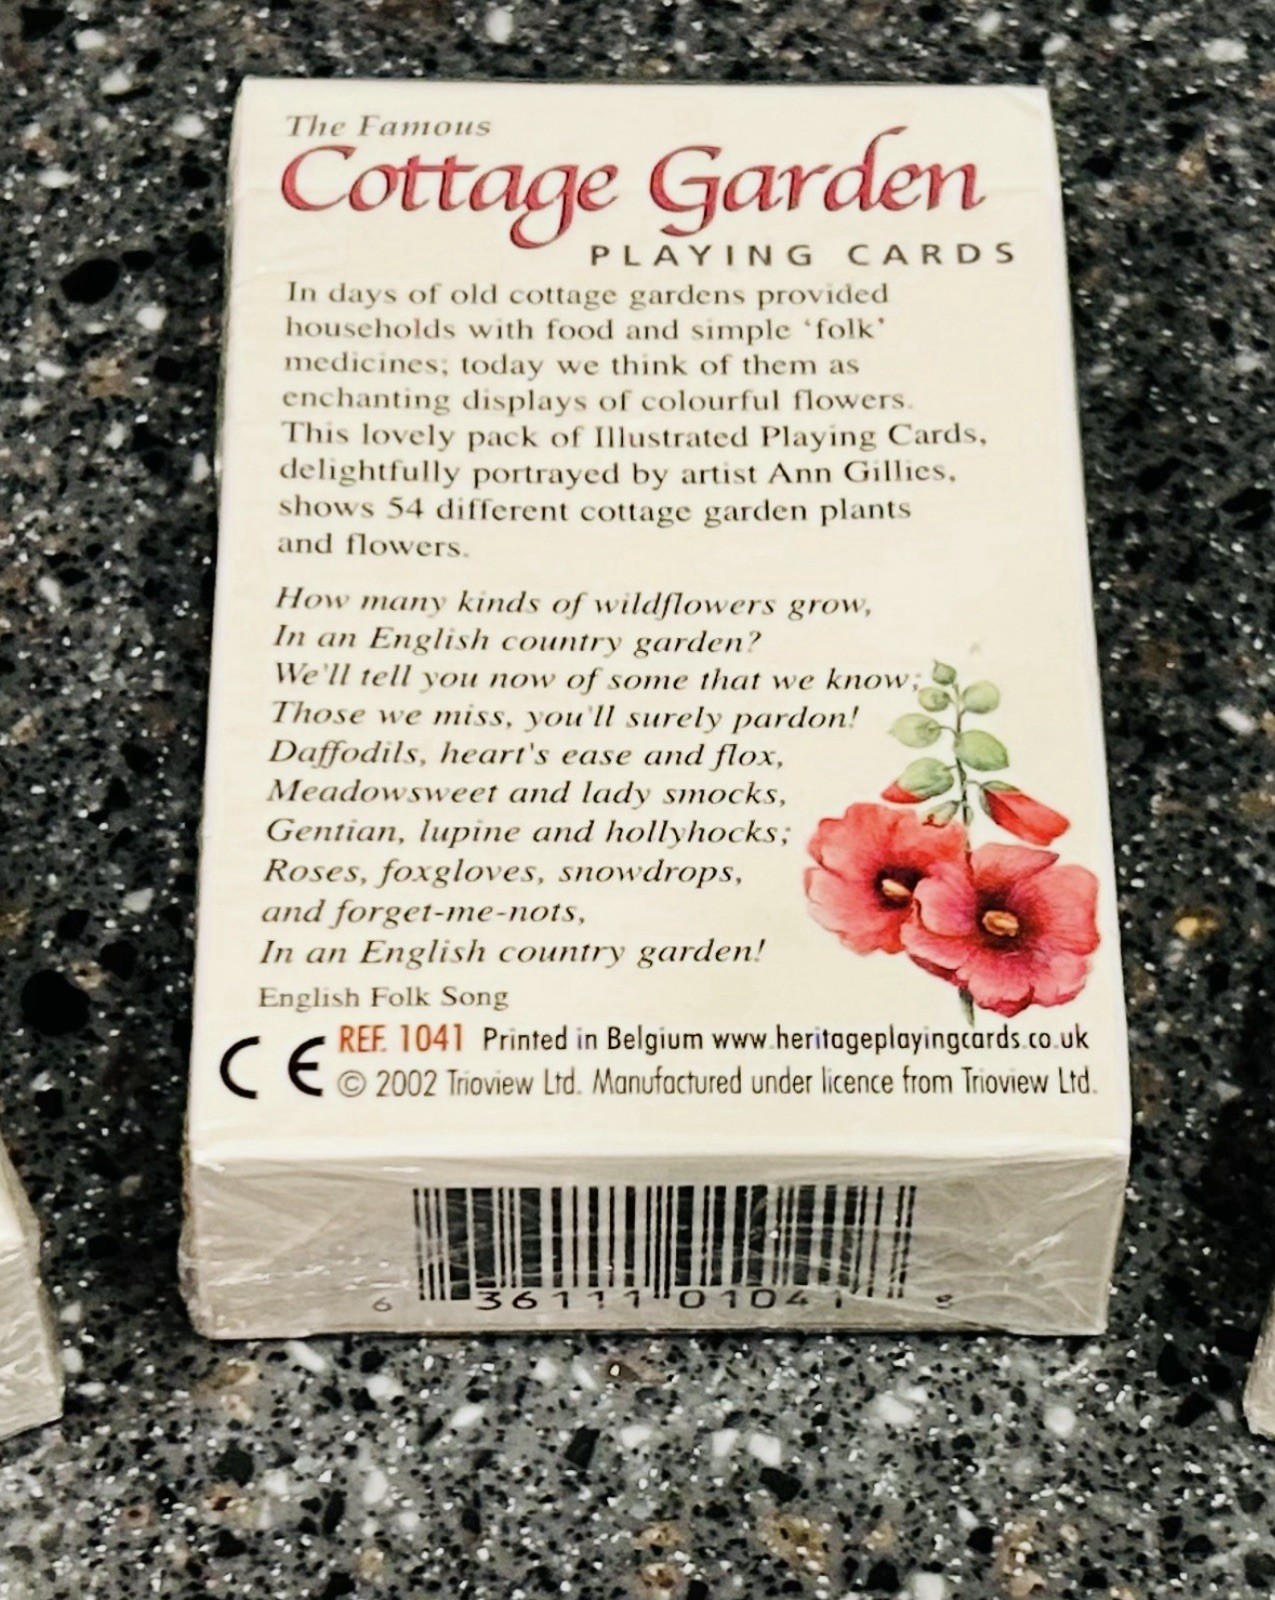 The Famous
Cottage Garden
PLAYING CARDS
In days of old cottage gardens provided
households with food and simple ‘folk’
medicines; today we think of them as
enchanting displays of colourful flowers.
This lovely pack of Illustrated Playing Cards,
delightfully portrayed by artist Ann Gillies,
shows 54 different cottage garden plants
and flowers.
How many kinds of wildflowers grow,
In an English country garden?
We'll tell you now of some that we know;
Those we miss, you'll surely pardon!
Daffodils, heart's ease and flox,
Meadowsweet and lady smocks,
Gentian, lupine and hollyhocks;
Roses, foxgloves, snowdrops,
and forget-me-nots,
In an English country garden!
English Folk Song
CE REF. 1041 Printed in Belgium www.heritageplayingcards.co.uk
© 2002 Trioview Ltd. Manufactured under licence from Trioview Ltd.
6 36111 01041